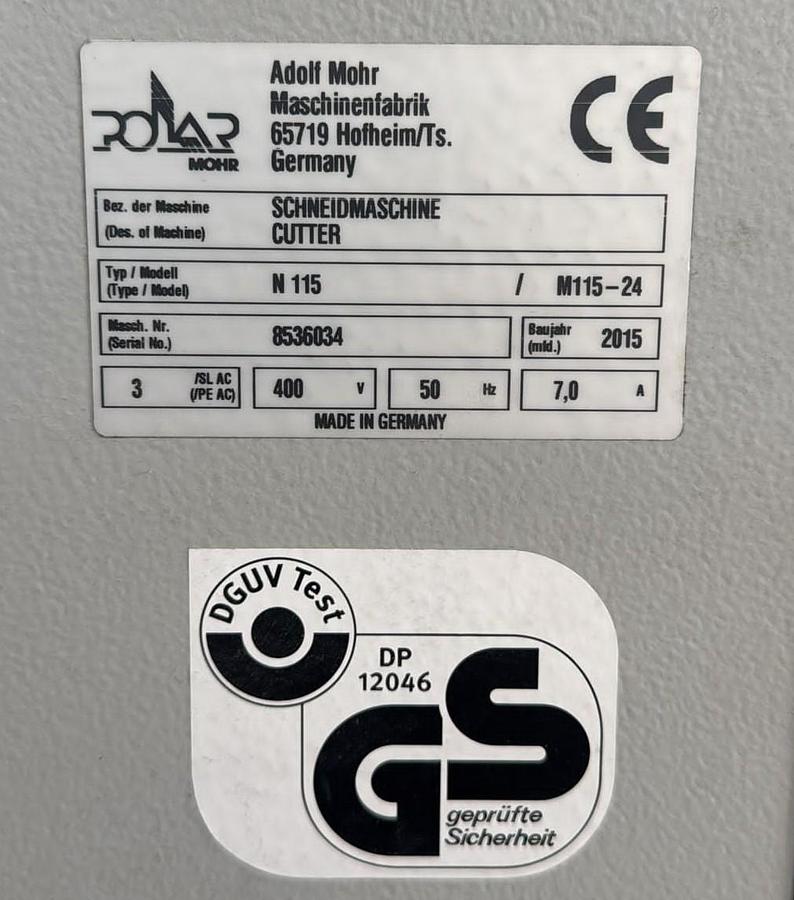 POLAR
MOHR
Adolf Mohr
Maschinenfabrik
65719 Hofheim/Ts.
Germany
CE
Bez. der Maschine
(Des. of Machine)
SCHNEIDMASCHINE
CUTTER
Typ / Modell
(Type / Model)
N 115 / M115-24
Masch. Nr.
(Serial No.)
8536034
Baujahr
(mfd.)
2015
3 /SL AC
(/PE AC)
400 V
50 Hz
7,0 A
MADE IN GERMANY
DGUV Test
DP
12046
GS
geprüfte
Sicherheit